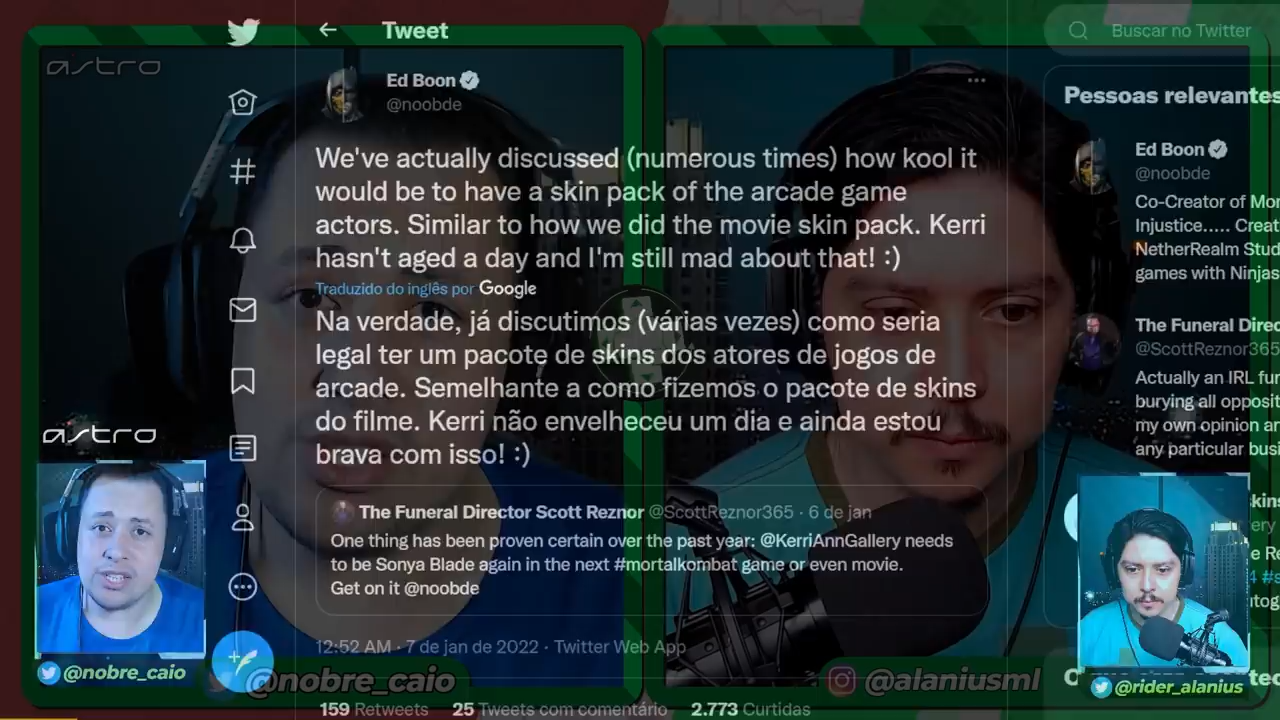 astro
Tweet
Buscar no Twitter
Ed Boon
@noobde
We've actually discussed (numerous times) how kool it
would be to have a skin pack of the arcade game
actors. Similar to how we did the movie skin pack. Kerri
hasn't aged a day and I'm still mad about that! :)
Traduzido do inglês por Google
Na verdade, já discutimos (várias vezes) como seria
legal ter um pacote de skins dos atores de jogos de
arcade. Semelhante a como fizemos o pacote de skins
do filme. Kerri não envelheceu um dia e ainda estou
brava com isso! :)
The Funeral Director Scott Reznor @ScottReznor365 · 6 de jan
One thing has been proven certain over the past year: @KerriAnnGallery needs
to be Sonya Blade again in the next #mortalkombat game or even movie.
Get on it @noobde
12:52 AM · 7 de jan de 2022 · Twitter Web App
159 Retweets 25 Tweets com comentário 2.773 Curtidas
Pessoas relevantes
Ed Boon
@noobde
Co-Creator of Mor
Injustice..... Creat
NetherRealm Stud
games with Ninjas
The Funeral Direc
@ScottReznor365
Actually an IRL fun
burying all opposit
my own opinion an
any particular busi
astro
@nobre_caio
@nobre_caio
@alaniusml
@rider_alanius